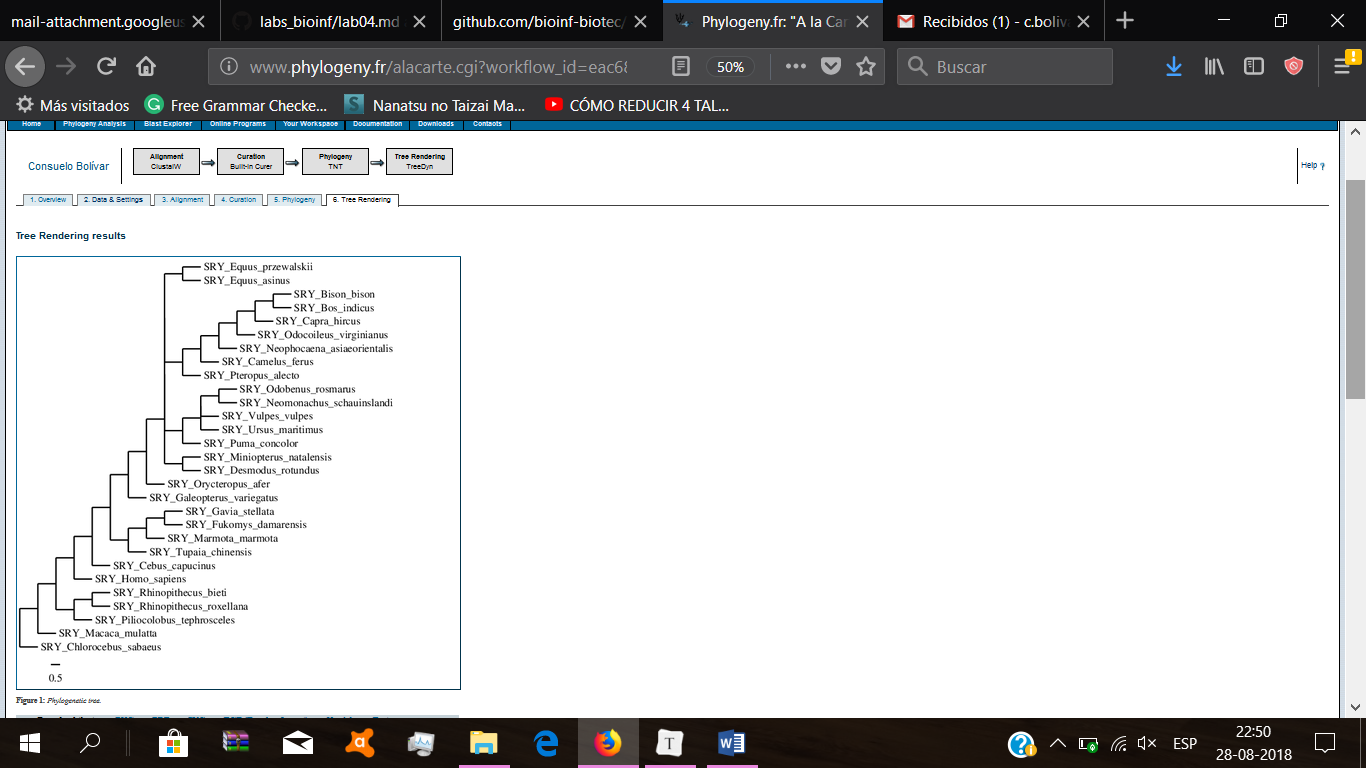 mail-attachment.googleus
labs_bioinf/lab04.md
github.com/bioinf-biotec/
Phylogeny.fr: "A la Car
Recibidos (1) - c.boliva
www.phylogeny.fr/alacarte.cgi?workflow_id=eac68
50%
Buscar
Más visitados
Free Grammar Checke...
Nanatsu no Taizai Ma...
CÓMO REDUCIR 4 TAL...
Home
Phylogeny Analysis
Blast Explorer
Online Programs
Your Workspace
Documentation
Downloads
Contacts
Consuelo Bolívar
Alignment
ClustalW
Curation
Built-in Curer
Phylogeny
TNT
Tree Rendering
TreeDyn
Help ?
1. Overview
2. Data & Settings
3. Alignment
4. Curation
5. Phylogeny
6. Tree Rendering
Tree Rendering results
SRY_Equus_przewalskii
SRY_Equus_asinus
SRY_Bison_bison
SRY_Bos_indicus
SRY_Capra_hircus
SRY_Odocoileus_virginianus
SRY_Neophocaena_asiaeorientalis
SRY_Camelus_ferus
SRY_Pteropus_alecto
SRY_Odobenus_rosmarus
SRY_Neomonachus_schauinslandi
SRY_Vulpes_vulpes
SRY_Ursus_maritimus
SRY_Puma_concolor
SRY_Miniopterus_natalensis
SRY_Desmodus_rotundus
SRY_Orycteropus_afer
SRY_Galeopterus_variegatus
SRY_Gavia_stellata
SRY_Fukomys_damarensis
SRY_Marmota_marmota
SRY_Tupaia_chinensis
SRY_Cebus_capucinus
SRY_Homo_sapiens
SRY_Rhinopithecus_bieti
SRY_Rhinopithecus_roxellana
SRY_Piliocolobus_tephrosceles
SRY_Macaca_mulatta
SRY_Chlorocebus_sabaeus
0.5
Figure 1: Phylogenetic tree.
ESP
22:50
28-08-2018